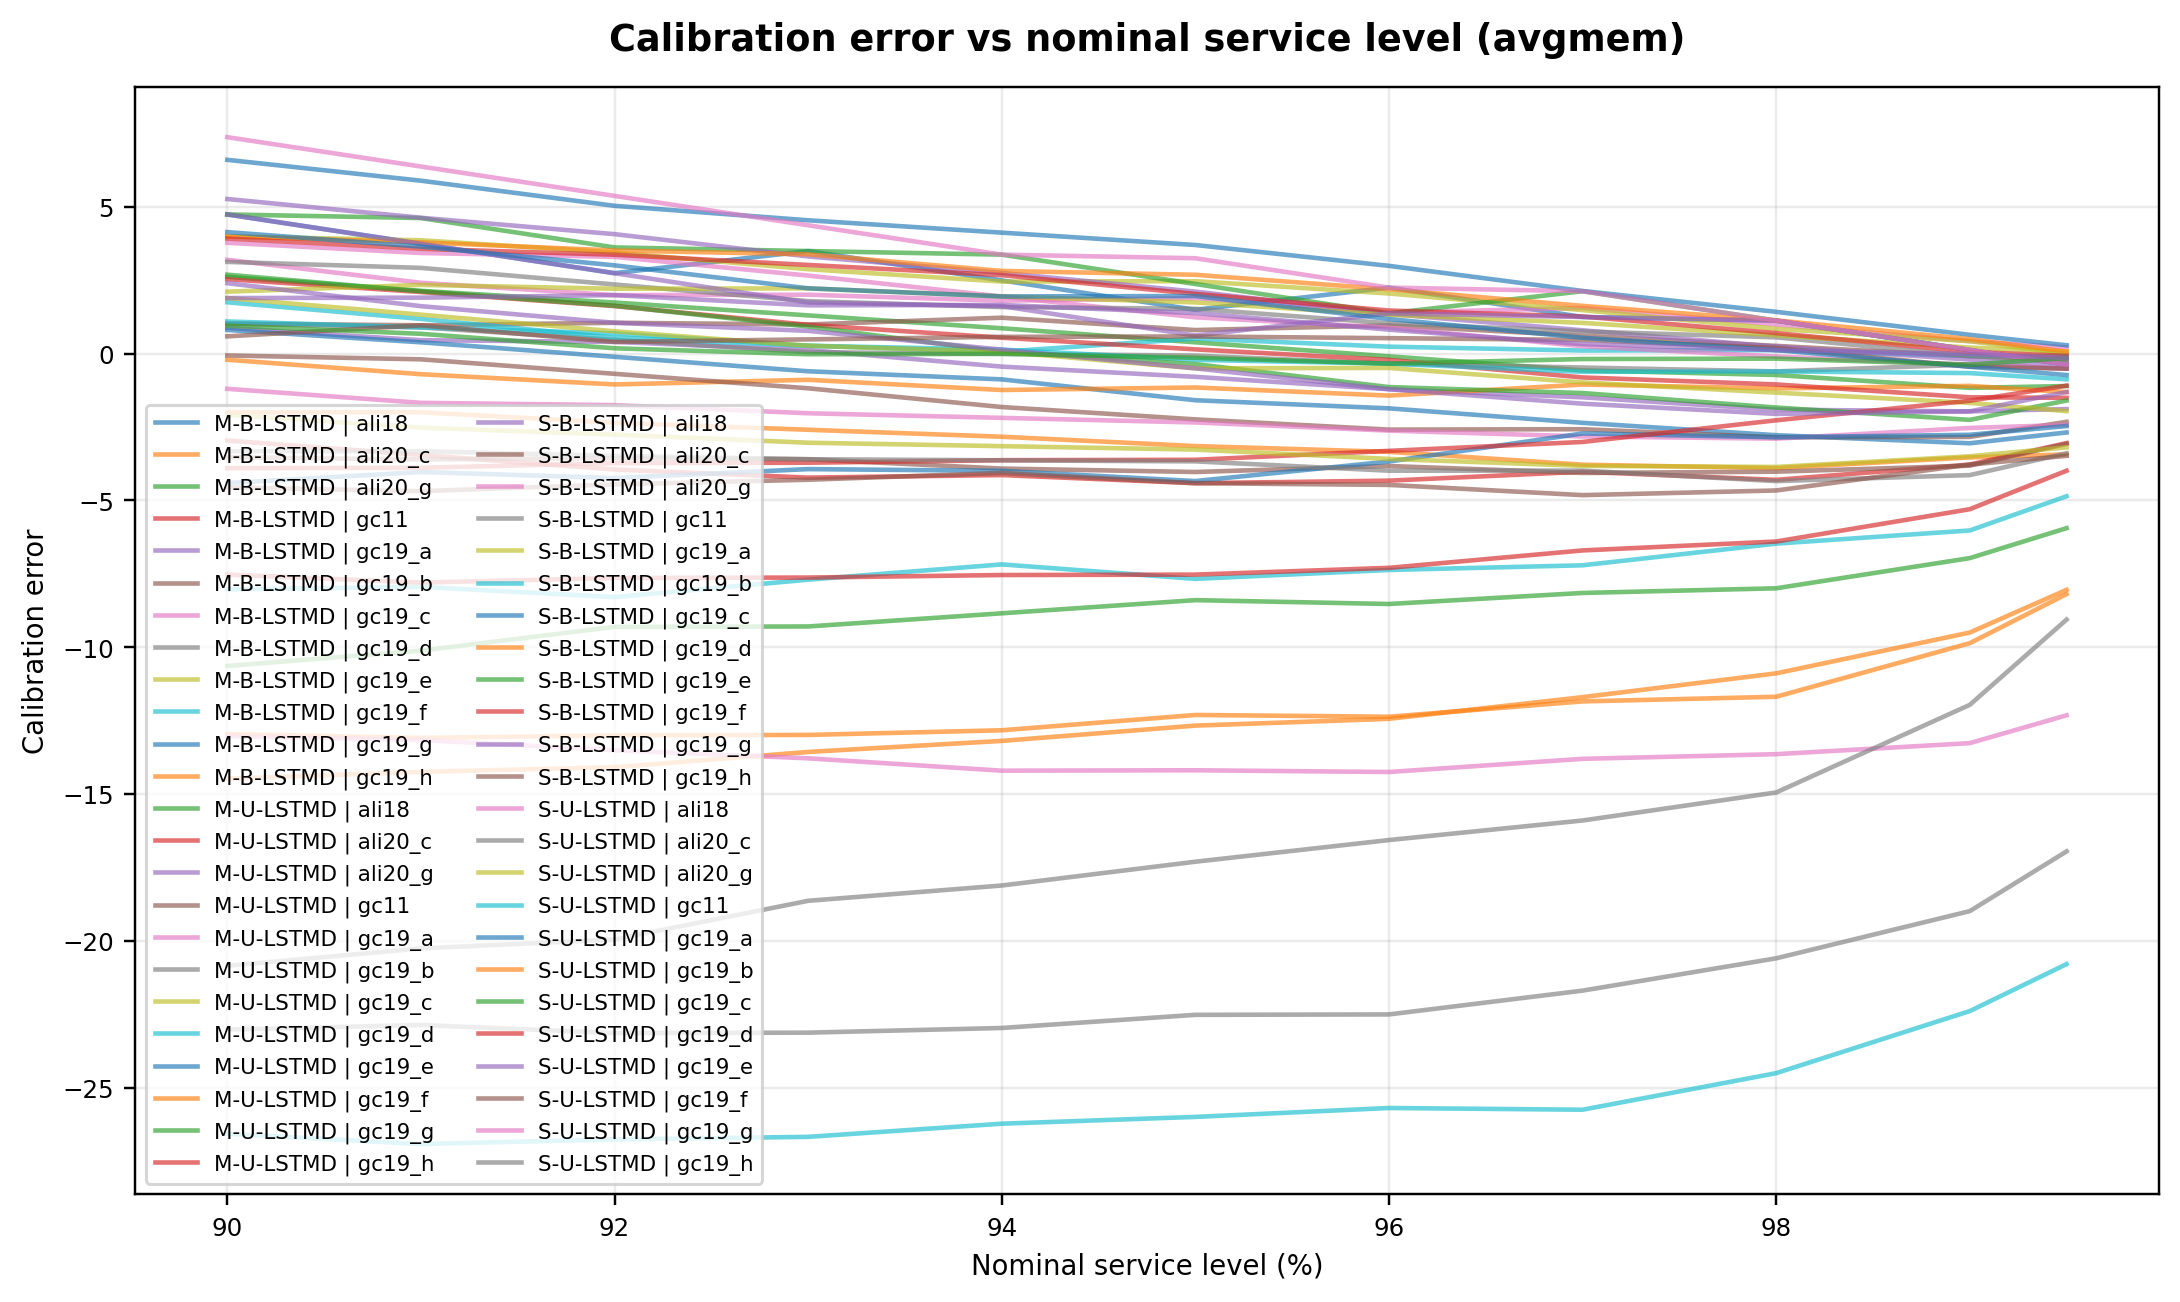 Calibration error vs nominal service level (avgmem)
5
0
−5
−10
−15
−20
−25
Calibration error
M-B-LSTMD | ali18
M-B-LSTMD | ali20_c
M-B-LSTMD | ali20_g
M-B-LSTMD | gc11
M-B-LSTMD | gc19_a
M-B-LSTMD | gc19_b
M-B-LSTMD | gc19_c
M-B-LSTMD | gc19_d
M-B-LSTMD | gc19_e
M-B-LSTMD | gc19_f
M-B-LSTMD | gc19_g
M-B-LSTMD | gc19_h
M-U-LSTMD | ali18
M-U-LSTMD | ali20_c
M-U-LSTMD | ali20_g
M-U-LSTMD | gc11
M-U-LSTMD | gc19_a
M-U-LSTMD | gc19_b
M-U-LSTMD | gc19_c
M-U-LSTMD | gc19_d
M-U-LSTMD | gc19_e
M-U-LSTMD | gc19_f
M-U-LSTMD | gc19_g
M-U-LSTMD | gc19_h
S-B-LSTMD | ali18
S-B-LSTMD | ali20_c
S-B-LSTMD | ali20_g
S-B-LSTMD | gc11
S-B-LSTMD | gc19_a
S-B-LSTMD | gc19_b
S-B-LSTMD | gc19_c
S-B-LSTMD | gc19_d
S-B-LSTMD | gc19_e
S-B-LSTMD | gc19_f
S-B-LSTMD | gc19_g
S-B-LSTMD | gc19_h
S-U-LSTMD | ali18
S-U-LSTMD | ali20_c
S-U-LSTMD | ali20_g
S-U-LSTMD | gc11
S-U-LSTMD | gc19_a
S-U-LSTMD | gc19_b
S-U-LSTMD | gc19_c
S-U-LSTMD | gc19_d
S-U-LSTMD | gc19_e
S-U-LSTMD | gc19_f
S-U-LSTMD | gc19_g
S-U-LSTMD | gc19_h
90
92
94
96
98
Nominal service level (%)